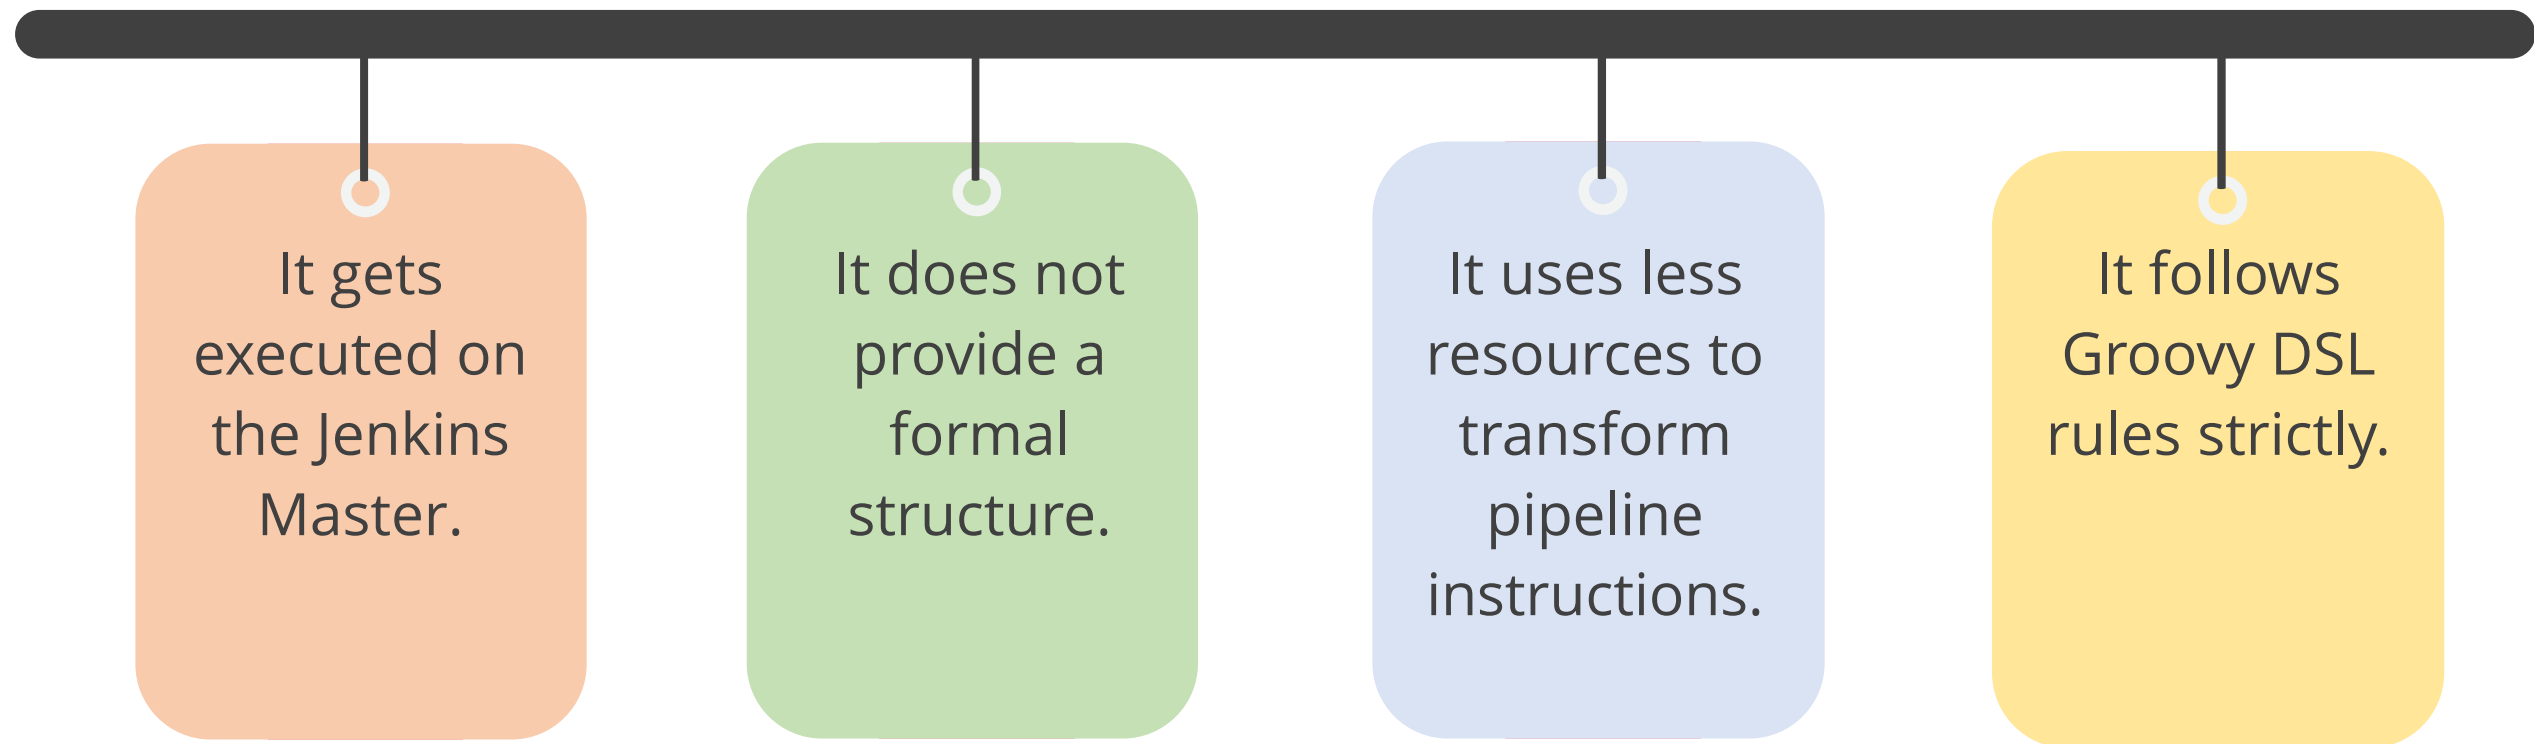 It gets
executed on
the Jenkins
Master.
It does not
provide a
formal
structure.
It uses less
resources to
transform
pipeline
instructions.
It follows
Groovy DSL
rules strictly.